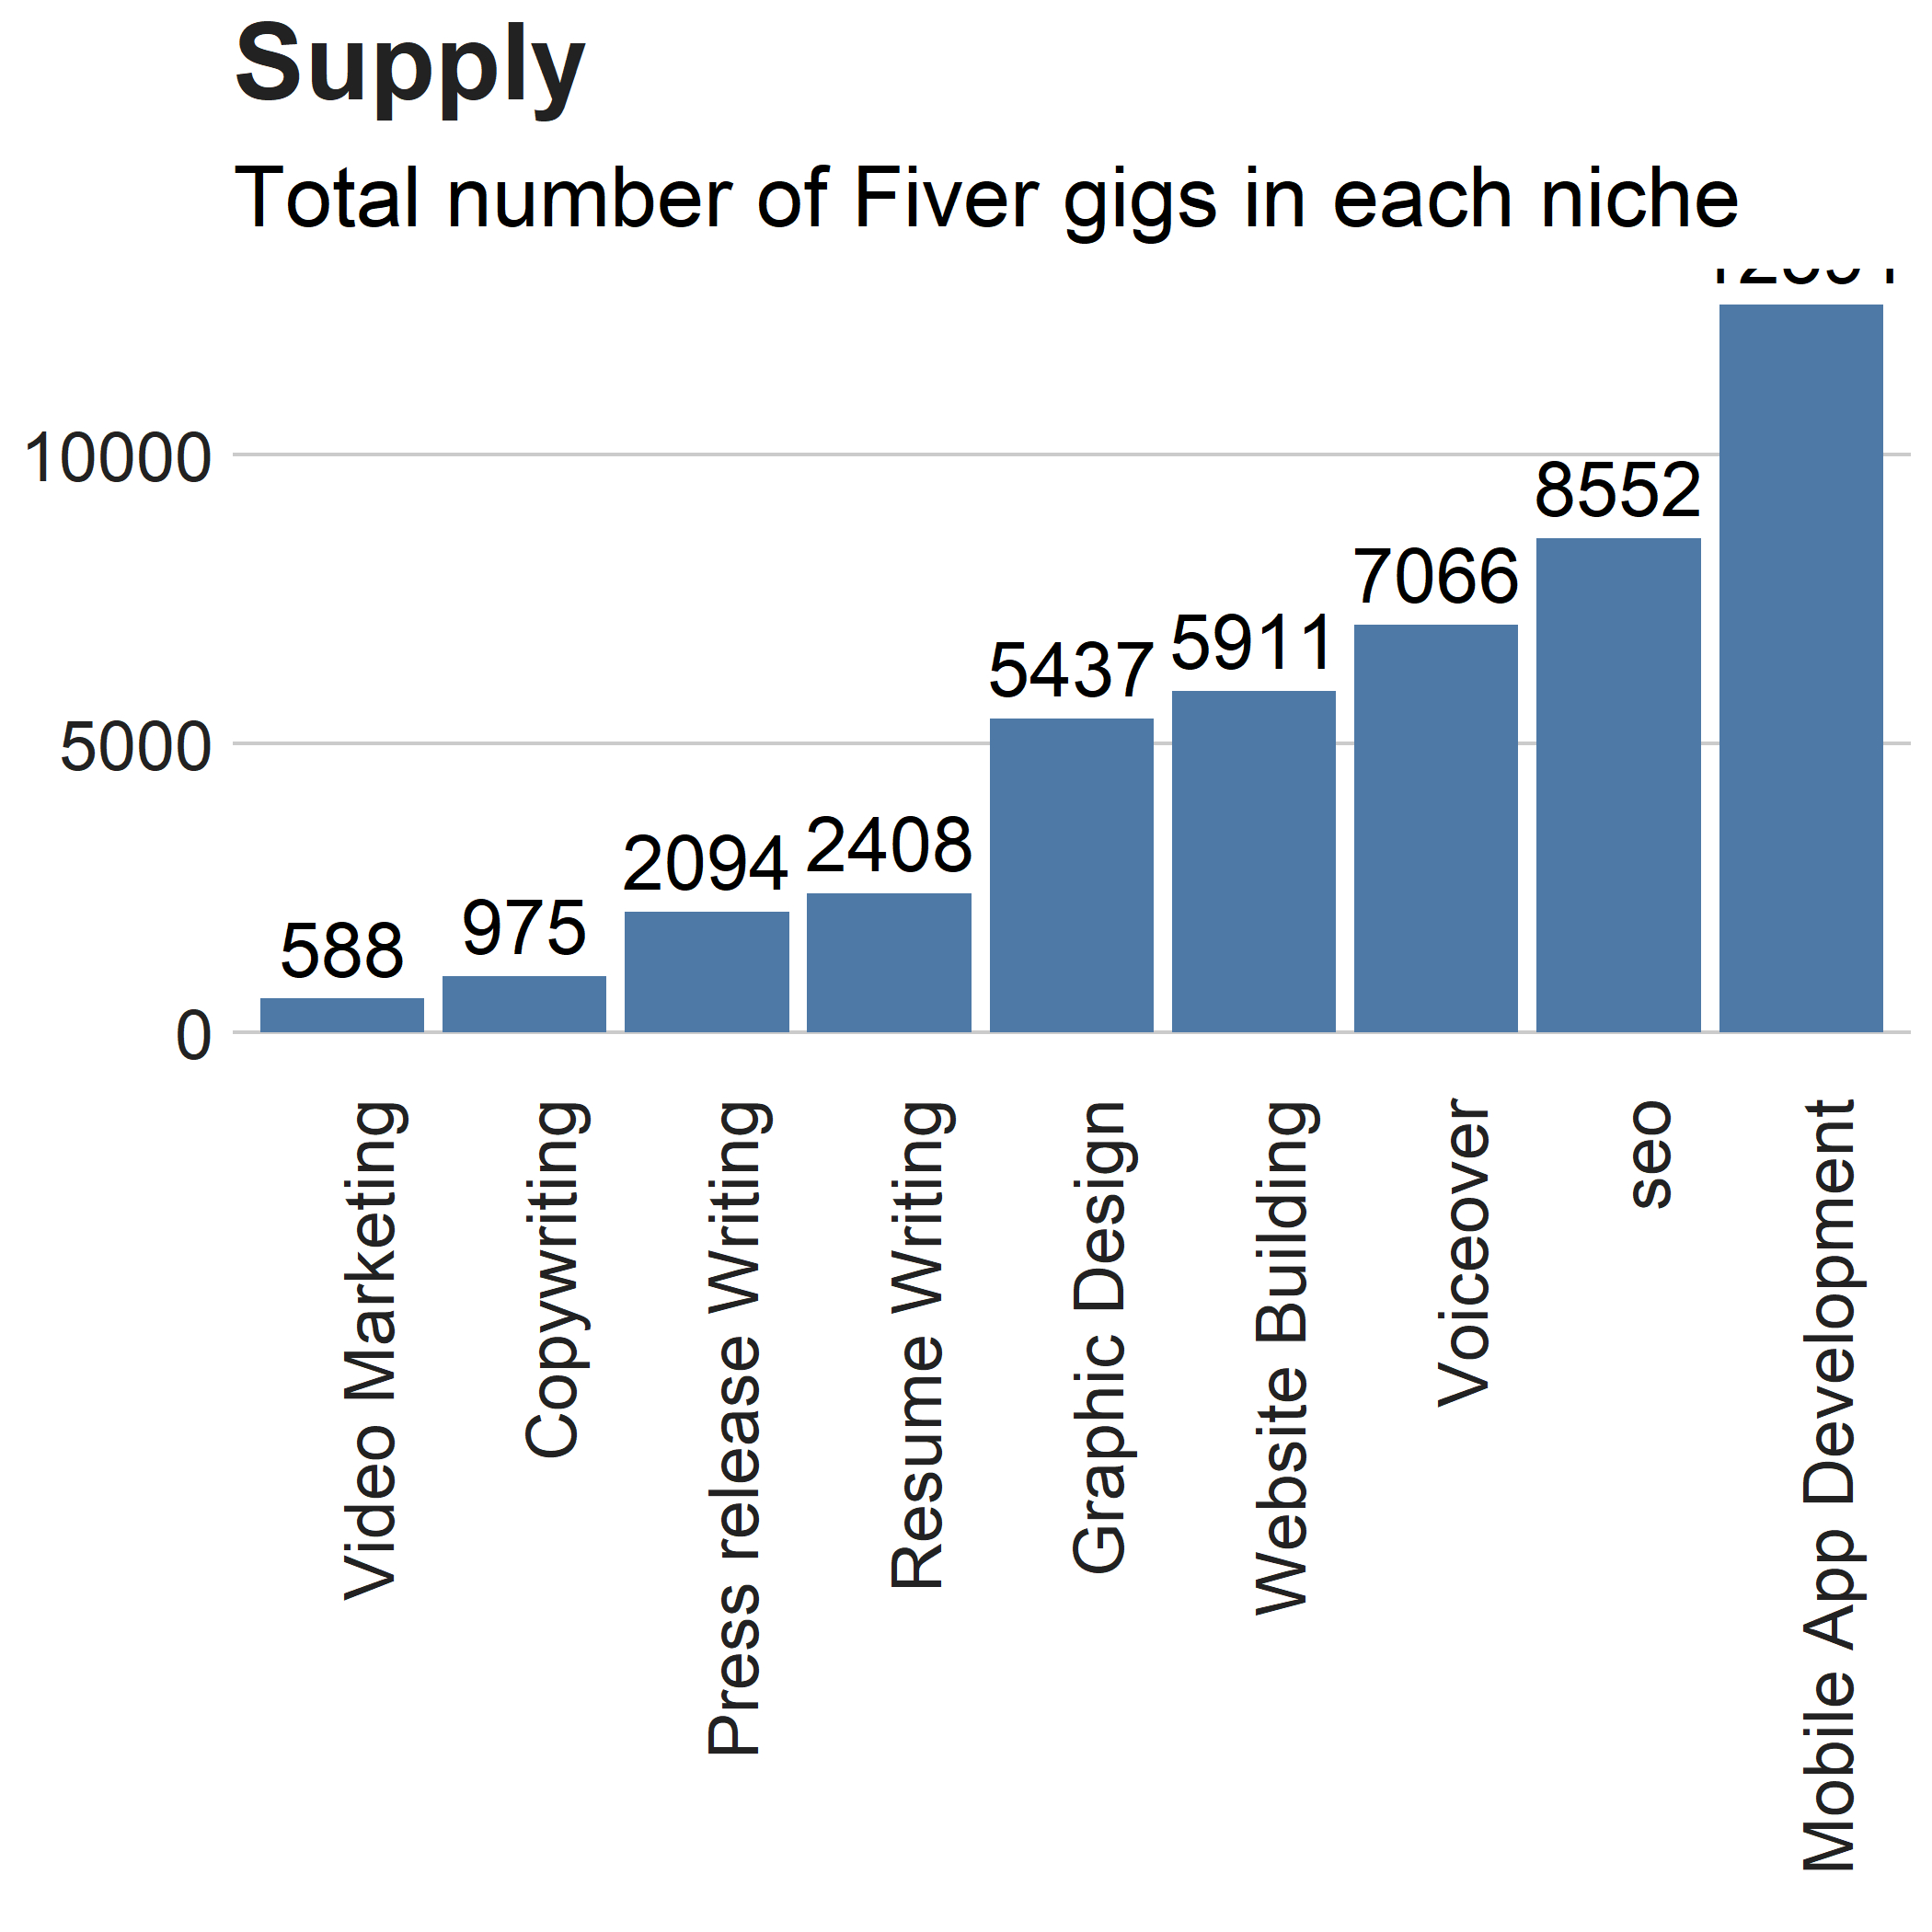 Supply
Total number of Fiver gigs in each niche
10000
5000
0
588
975
2094
2408
5437
5911
7066
8552
Video Marketing
Copywriting
Press release Writing
Resume Writing
Graphic Design
Website Building
Voiceover
seo
Mobile App Development